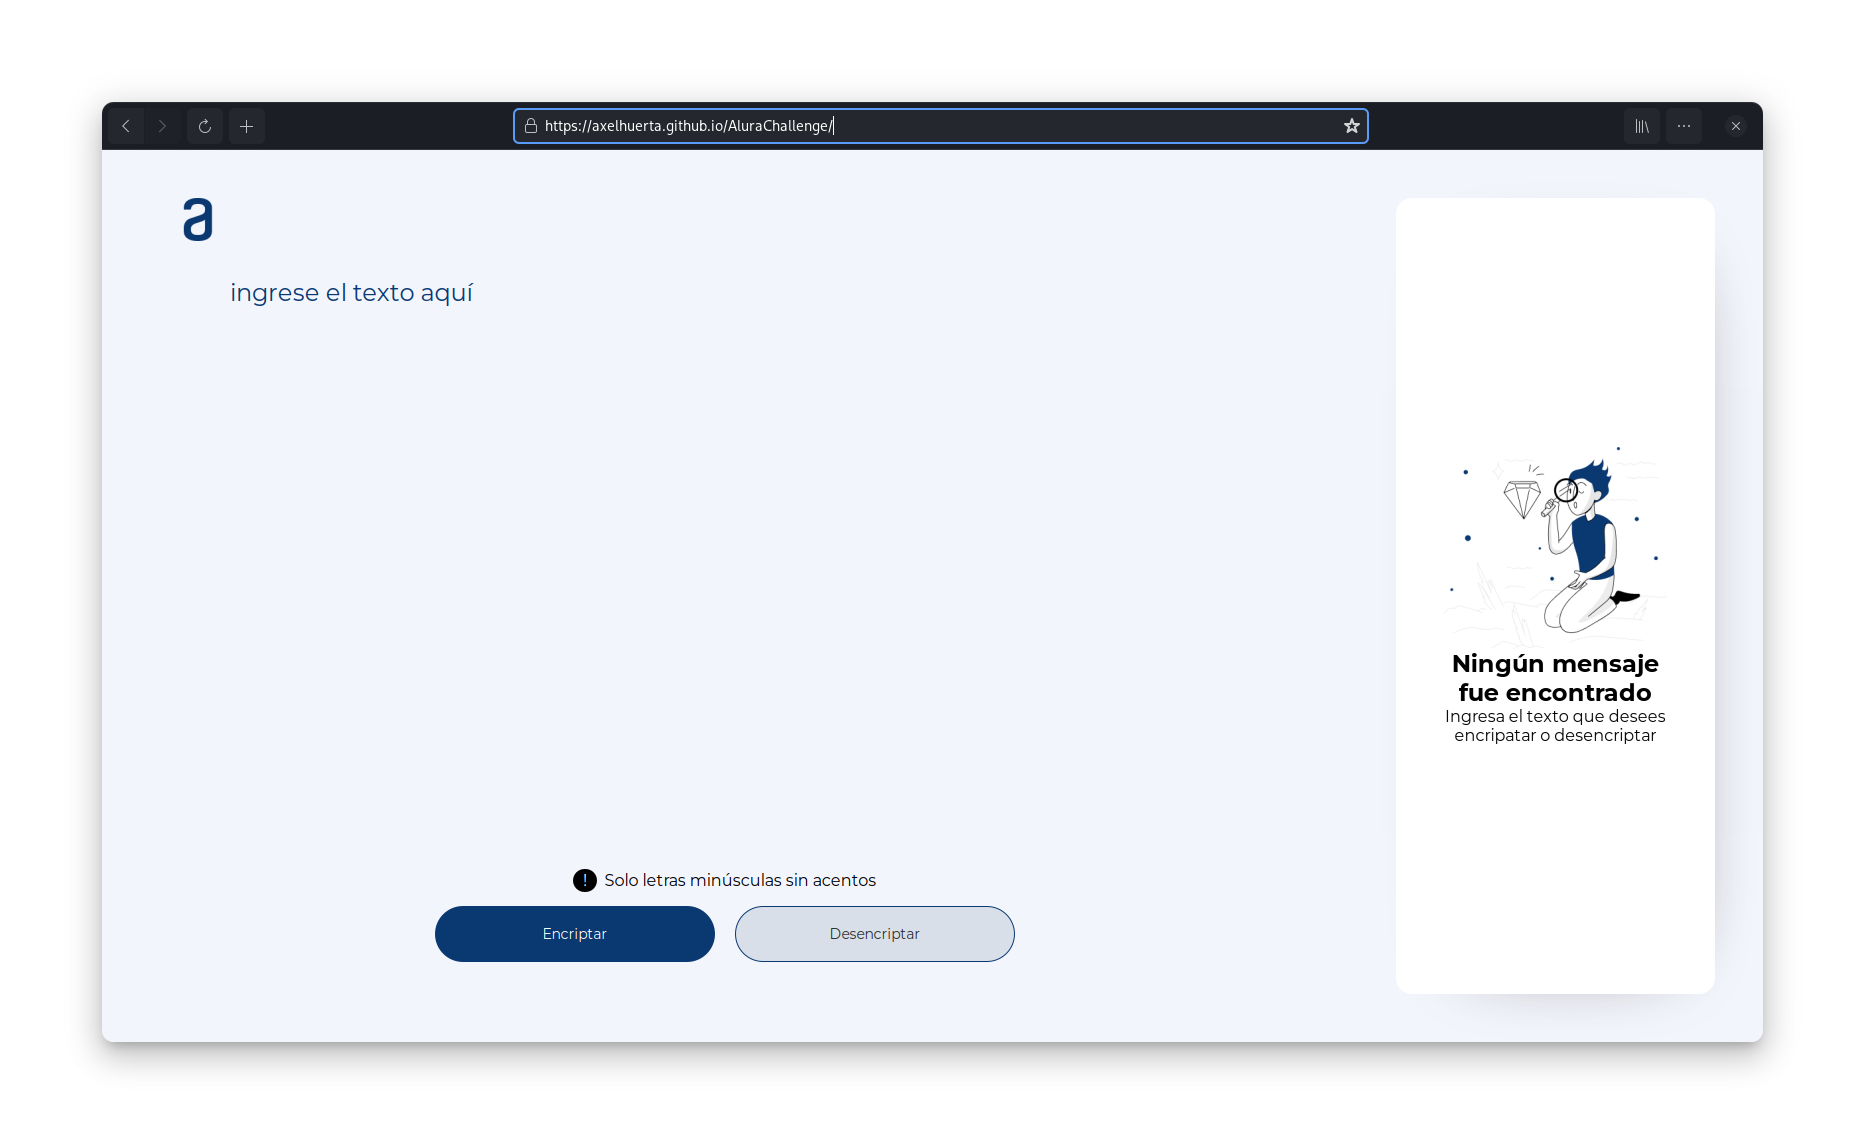 https://axelhuerta.github.io/AluraChallenge/
a
ingrese el texto aquí
Ningún mensaje
fue encontrado
Ingresa el texto que desees
encripatar o desencriptar
! Solo letras minúsculas sin acentos
Encriptar
Desencriptar